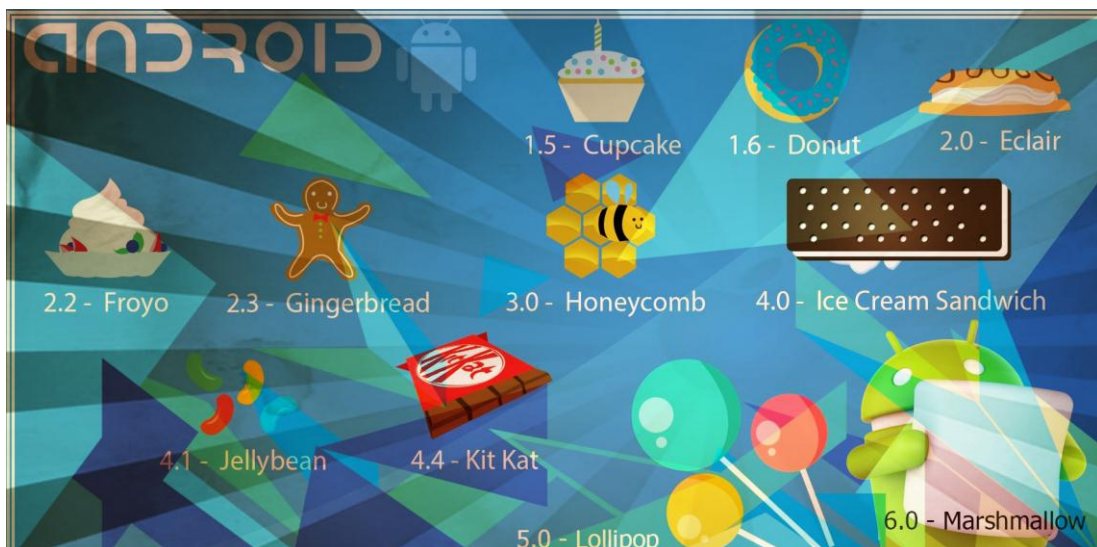 ANDROID
1.5 - Cupcake
1.6 - Donut
2.0 - Eclair
2.2 - Froyo
2.3 - Gingerbread
3.0 - Honeycomb
4.0 - Ice Cream Sandwich
KitKat
4.1 - Jellybean
4.4 - Kit Kat
5.0 - Lollipop
6.0 - Marshmallow